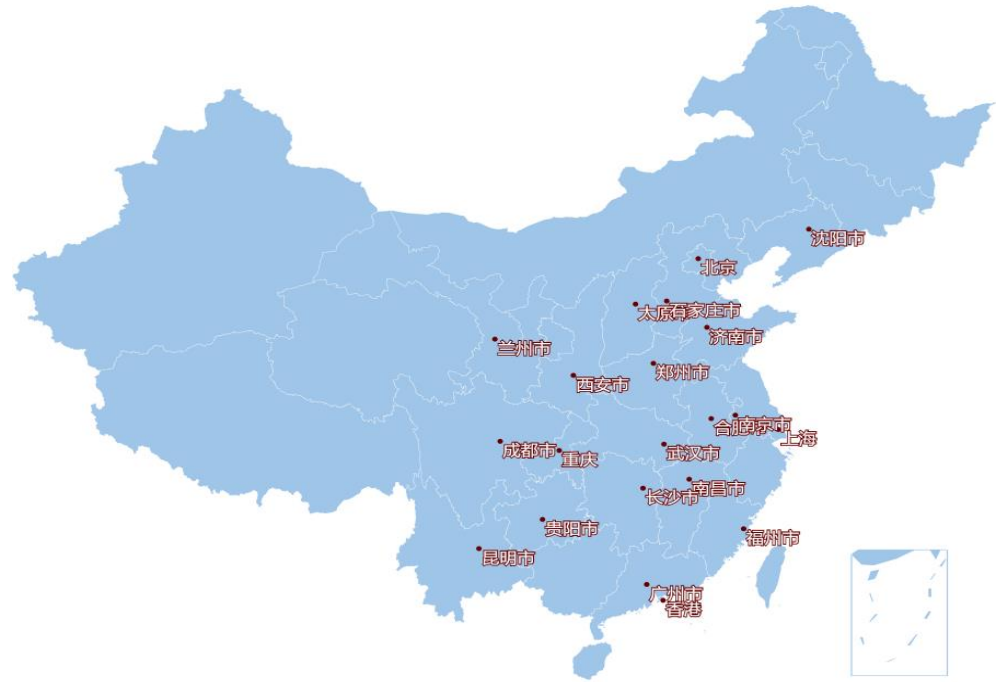 沈阳市
北京
石家庄市
太原
济南市
兰州市
郑州市
西安市
南京市
合肥
上海
成都市
武汉市
重庆
南昌市
长沙市
贵阳市
福州市
昆明市
广州市
香港